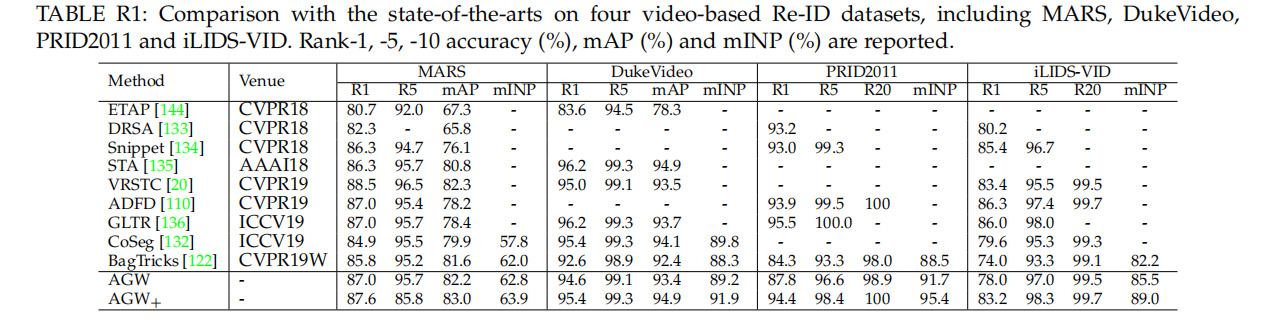 TABLE R1: Comparison with the state-of-the-arts on four video-based Re-ID datasets, including MARS, DukeVideo,
PRID2011 and iLIDS-VID. Rank-1, -5, -10 accuracy (%), mAP (%) and mINP (%) are reported.
Method Venue MARS DukeVideo PRID2011 iLIDS-VID
R1 R5 mAP mINP R1 R5 mAP mINP R1 R5 R20 mINP R1 R5 R20 mINP
ETAP [144] CVPR18 80.7 92.0 67.3 - 83.6 94.5 78.3 - - - - - - - - -
DRSA [133] CVPR18 82.3 - 65.8 - - - - - 93.2 - - - 80.2 - - -
Snippet [134] CVPR18 86.3 94.7 76.1 - - - - - 93.0 99.3 - - 85.4 96.7 - -
STA [135] AAAI18 86.3 95.7 80.8 - 96.2 99.3 94.9 - - - - - - - - -
VRSTC [20] CVPR19 88.5 96.5 82.3 - 95.0 99.1 93.5 - - - - - 83.4 95.5 99.5 -
ADFD [110] CVPR19 87.0 95.4 78.2 - - - - - 93.9 99.5 100 - 86.3 97.4 99.7 -
GLTR [136] ICCV19 87.0 95.7 78.4 - 96.2 99.3 93.7 - 95.5 100.0 - - 86.0 98.0 - -
CoSeg [132] ICCV19 84.9 95.5 79.9 57.8 95.4 99.3 94.1 89.8 - - - - 79.6 95.3 99.3 -
BagTricks [122] CVPR19W 85.8 95.2 81.6 62.0 92.6 98.9 92.4 88.3 84.3 93.3 98.0 88.5 74.0 93.3 99.1 82.2
AGW - 87.0 95.7 82.2 62.8 94.6 99.1 93.4 89.2 87.8 96.6 98.9 91.7 78.0 97.0 99.5 85.5
AGW+ - 87.6 85.8 83.0 63.9 95.4 99.3 94.9 91.9 94.4 98.4 100 95.4 83.2 98.3 99.7 89.0